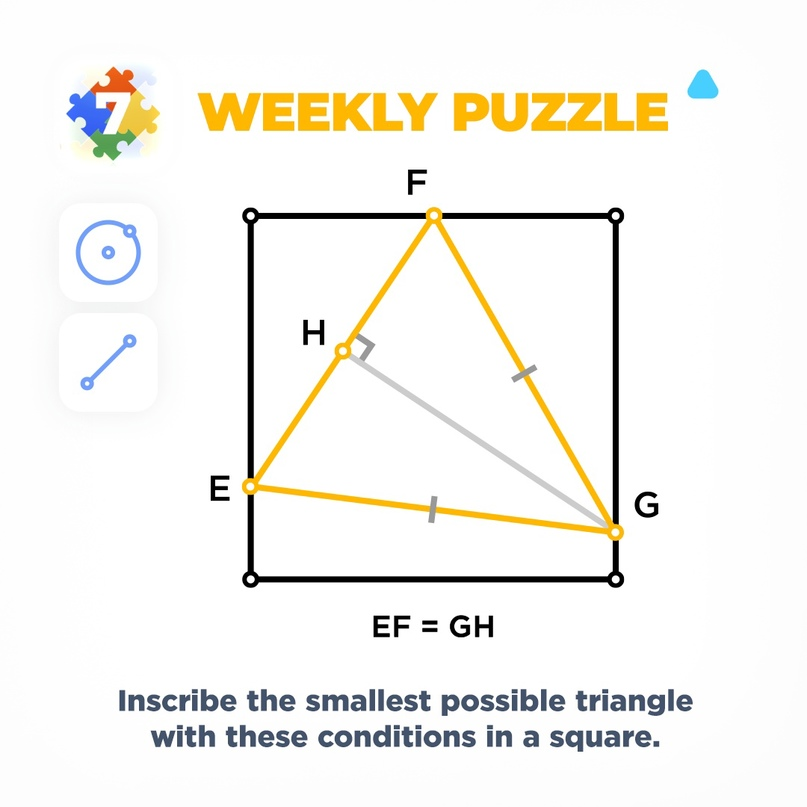 7
WEEKLY PUZZLE
F
H
E
G
EF = GH
Inscribe the smallest possible triangle
with these conditions in a square.